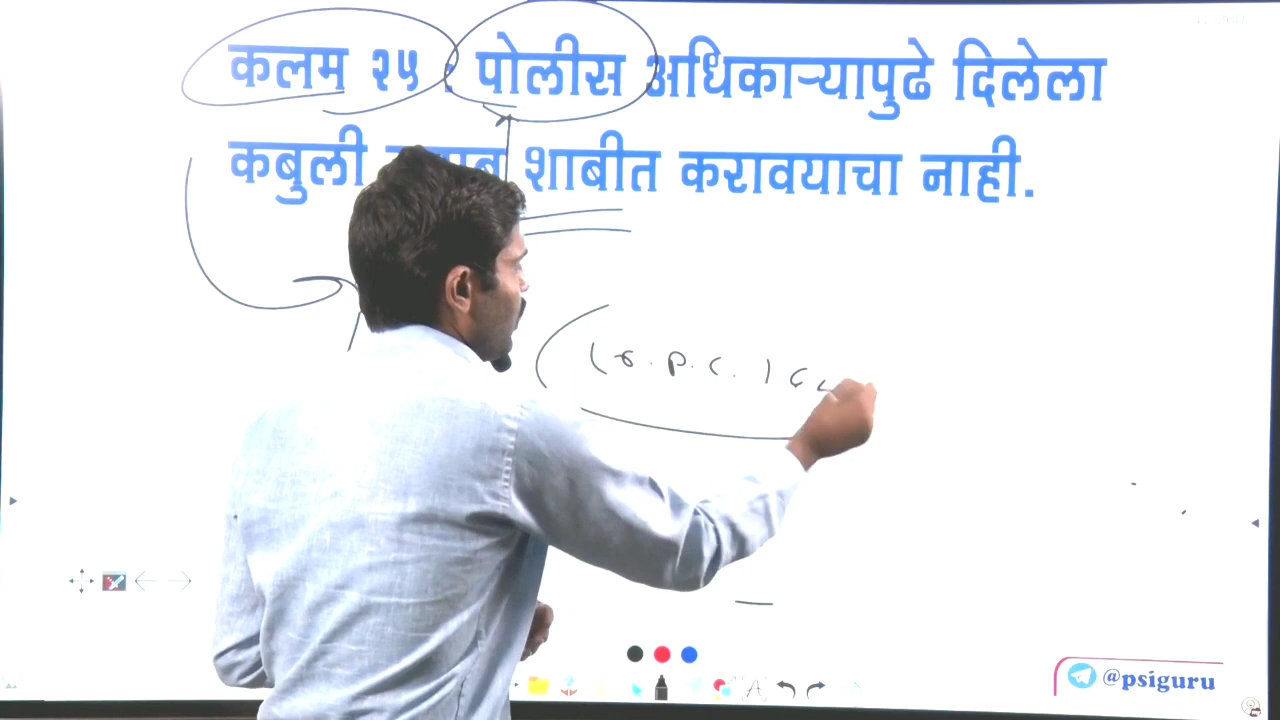 कलम २५ : पोलीस अधिकाऱ्यापुढे दिलेला
कबुली शाबीत करावयाचा नाही.
@psiguru